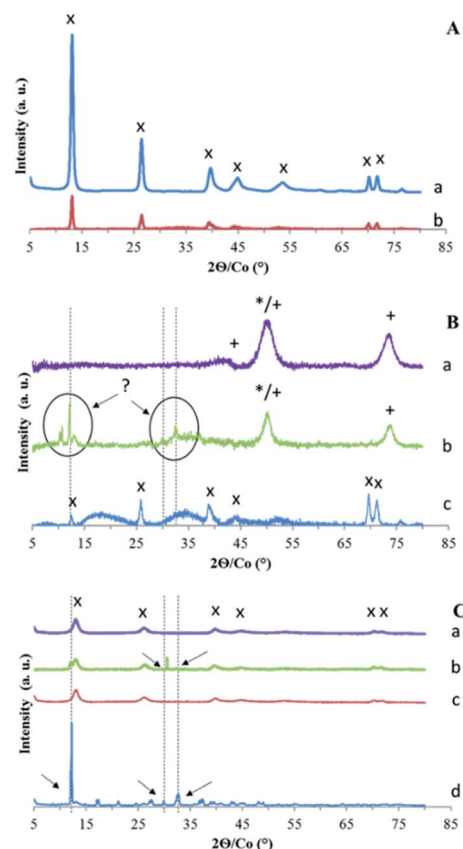 A
x
x
x
x
x
x
x
a
b
Intensity (a. u.)
5 15 25 35 45 55 65 75 85
2Θ/Co (°)
B
*/+
+
+
a
?
*/+
+
b
x
x
x
x
x
x
c
Intensity (a. u.)
5 15 25 35 45 55 65 75 85
2Θ/Co (°)
C
x
x
x
x
x
x
a
b
c
d
Intensity (a. u.)
5 15 25 35 45 55 65 75 85
2Θ/Co (°)